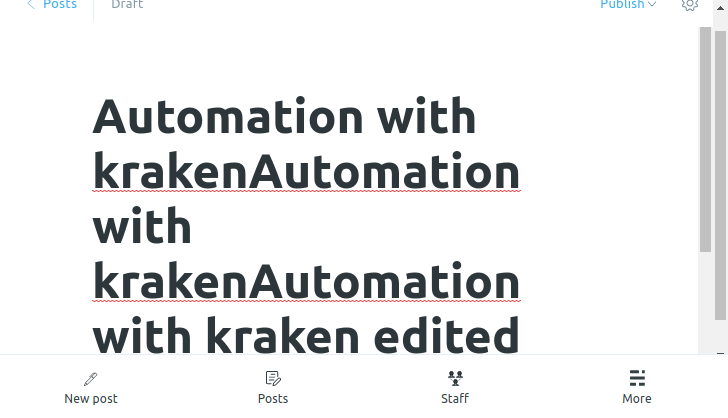 Posts Draft Publish
Automation with
krakenAutomation
with
krakenAutomation
with kraken edited
New post Posts Staff More